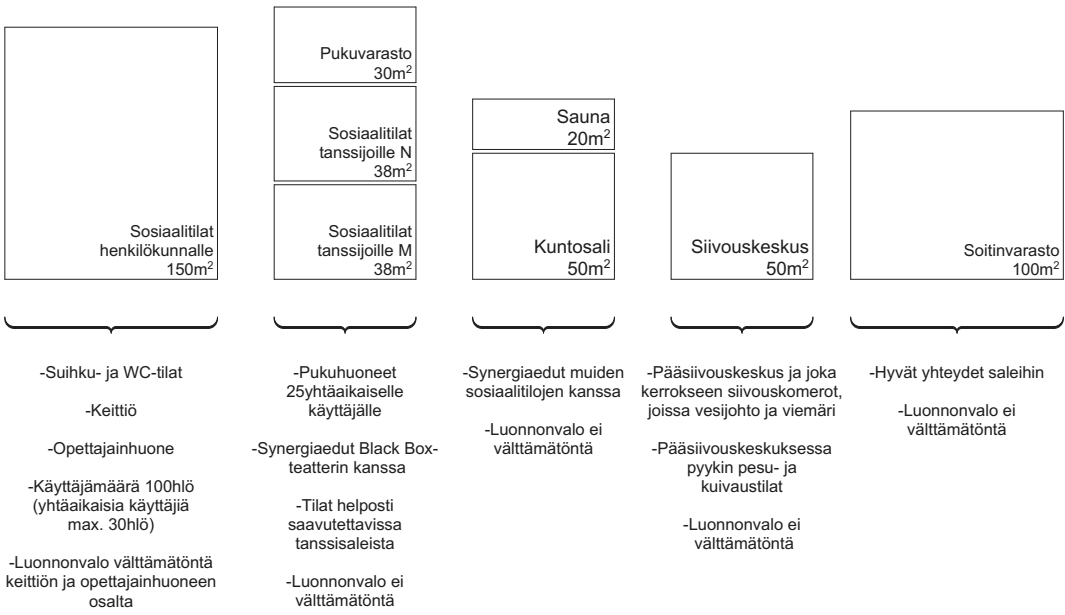 Sosiaalitilat
henkilökunnalle
150m²
Pukuvarasto
30m²
Sosiaalitilat
tanssijoille N
38m²
Sosiaalitilat
tanssijoille M
38m²
Sauna
20m²
Kuntosali
50m²
Siivouskeskus
50m²
Soitinvarasto
100m²
-Suihku- ja WC-tilat
-Keittiö
-Opettajainhuone
-Käyttäjämäärä 100hlö
(yhtäaikaisia käyttäjiä
max. 30hlö)
-Luonnonvalo välttämätöntä
keittiön ja opettajainhuoneen
osalta
-Pukuhuoneet
25yhtäaikaiselle
käyttäjälle
-Synergiaedut Black Box-
teatterin kanssa
-Tilat helposti
saavutettavissa
tanssisaleista
-Luonnonvalo ei
välttämätöntä
-Synergiaedut muiden
sosiaalitilojen kanssa
-Luonnonvalo ei
välttämätöntä
-Pääsiivouskeskus ja joka
kerrokseen siivouskomerot,
joissa vesijohto ja viemäri
-Pääsiivouskeskuksessa
pyykin pesu- ja
kuivaustilat
-Luonnonvalo ei
välttämätöntä
-Hyvät yhteydet saleihin
-Luonnonvalo ei
välttämätöntä